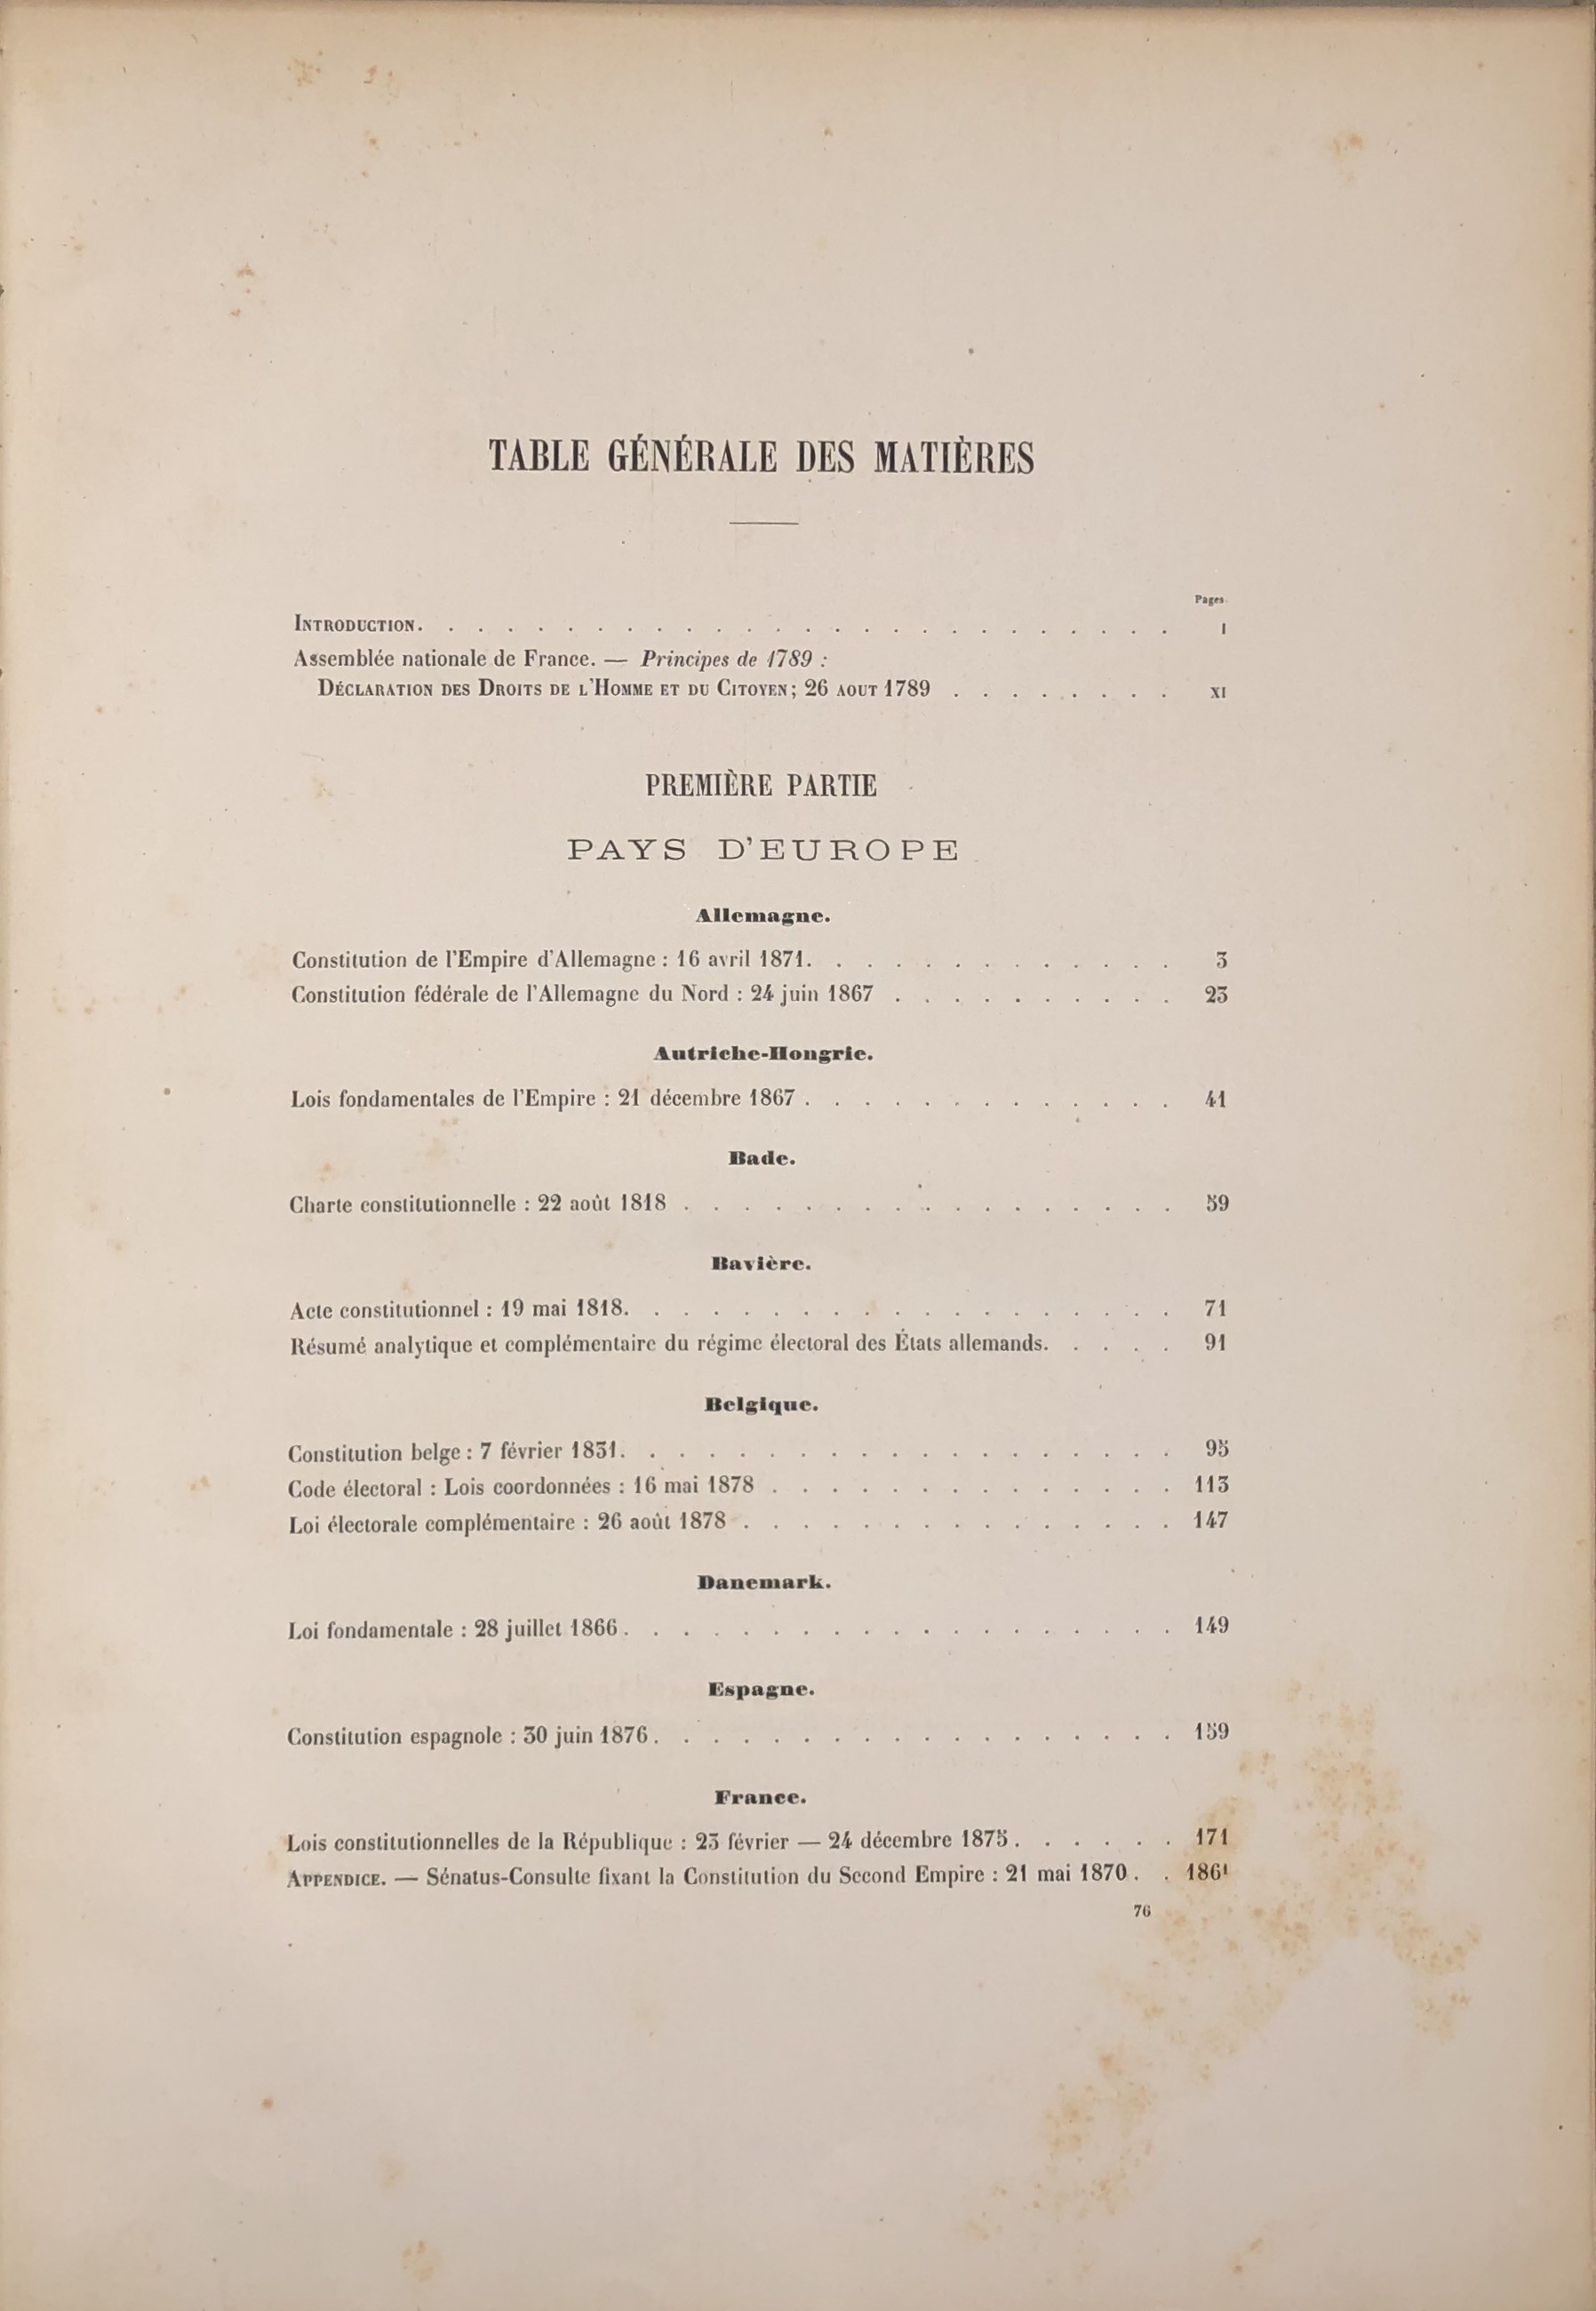 TABLE GÉNÉRALE DES MATIÈRES
Pages.
INTRODUCTION. . . . . . . . . . . . . . . . . . . . . . . . . . I
Assemblée nationale de France. — Principes de 1789 :
DÉCLARATION DES DROITS DE L'HOMME ET DU CITOYEN; 26 AOUT 1789 . . . . . . . . XI
PREMIÈRE PARTIE
PAYS D'EUROPE
Allemagne.
Constitution de l'Empire d'Allemagne : 16 avril 1871. . . . . . . . . . . . . 3
Constitution fédérale de l'Allemagne du Nord : 24 juin 1867 . . . . . . . . . . 23
Autriche-Hongrie.
Lois fondamentales de l'Empire : 21 décembre 1867 . . . . . . . . . . . . . 41
Bade.
Charte constitutionnelle : 22 août 1818 . . . . . . . . . . . . . . . . . 59
Bavière.
Acte constitutionnel : 19 mai 1818. . . . . . . . . . . . . . . . . . . 71
Résumé analytique et complémentaire du régime électoral des États allemands. . . . . 91
Belgique.
Constitution belge : 7 février 1831. . . . . . . . . . . . . . . . . . . 95
Code électoral : Lois coordonnées : 16 mai 1878 . . . . . . . . . . . . . . 113
Loi électorale complémentaire : 26 août 1878 . . . . . . . . . . . . . . . 147
Danemark.
Loi fondamentale : 28 juillet 1866 . . . . . . . . . . . . . . . . . . . 149
Espagne.
Constitution espagnole : 30 juin 1876 . . . . . . . . . . . . . . . . . . 159
France.
Lois constitutionnelles de la République : 23 février — 24 décembre 1875 . . . . . . 171
APPENDICE. — Sénatus-Consulte fixant la Constitution du Second Empire : 21 mai 1870 . . 186¹
76